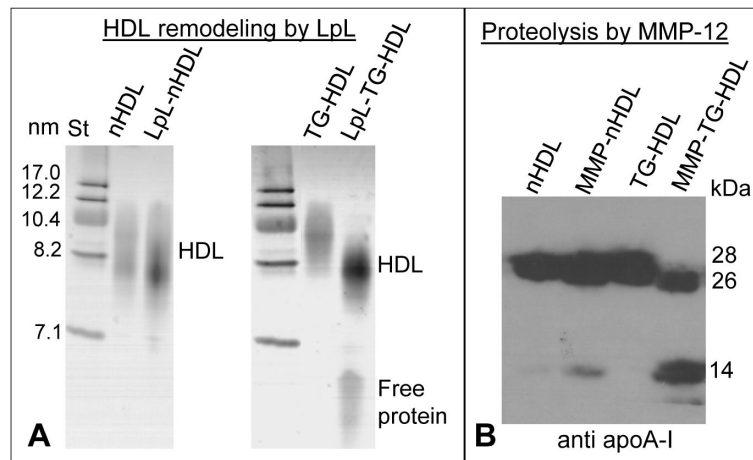 HDL remodeling by LpL
nm
St
nHDL
LpL-nHDL
TG-HDL
LpL-TG-HDL
17.0
12.2
10.4
8.2
7.1
HDL
HDL
Free
protein
A
Proteolysis by MMP-12
nHDL
MMP-nHDL
TG-HDL
MMP-TG-HDL
kDa
28
26
14
B
anti apoA-I